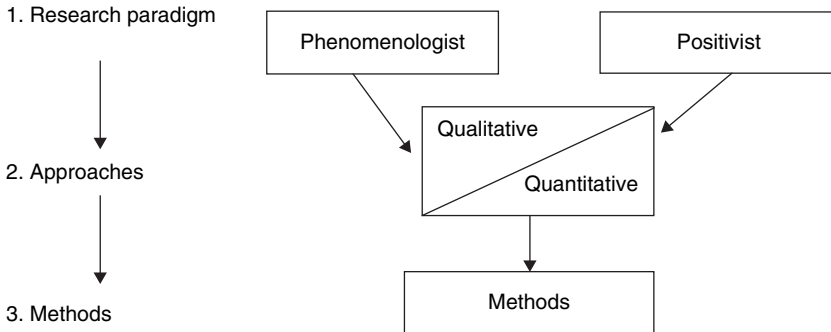 1. Research paradigm
Phenomenologist
Positivist
Qualitative
Quantitative
2. Approaches
Methods
3. Methods